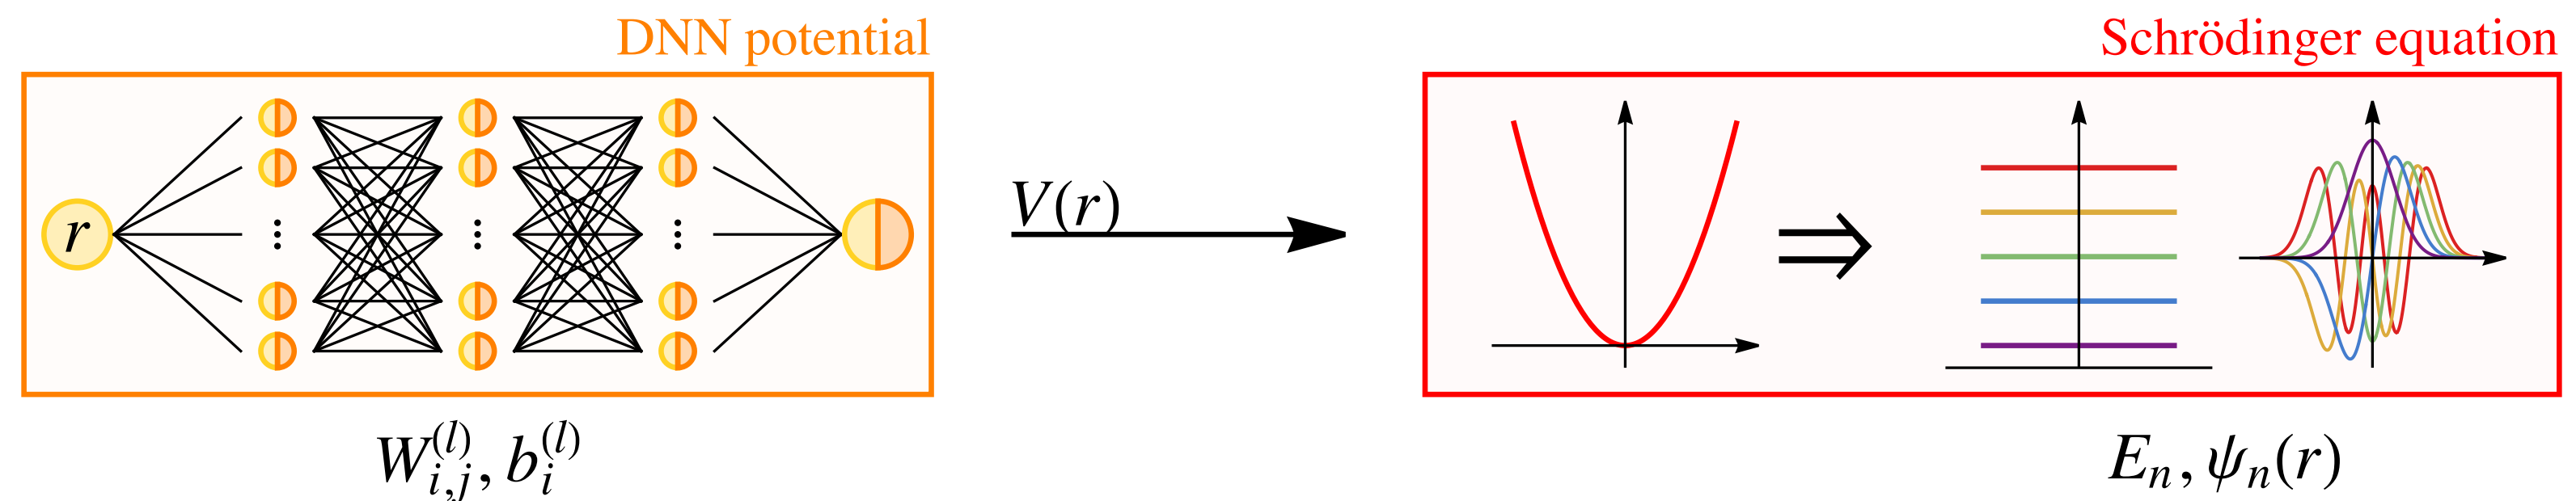 DNN potential
Schrödinger equation
r
⋮ ⋮ ⋮
V(r)
⇒
W_{i,j}^{(l)}, b_i^{(l)}
E_n, ψ_n(r)